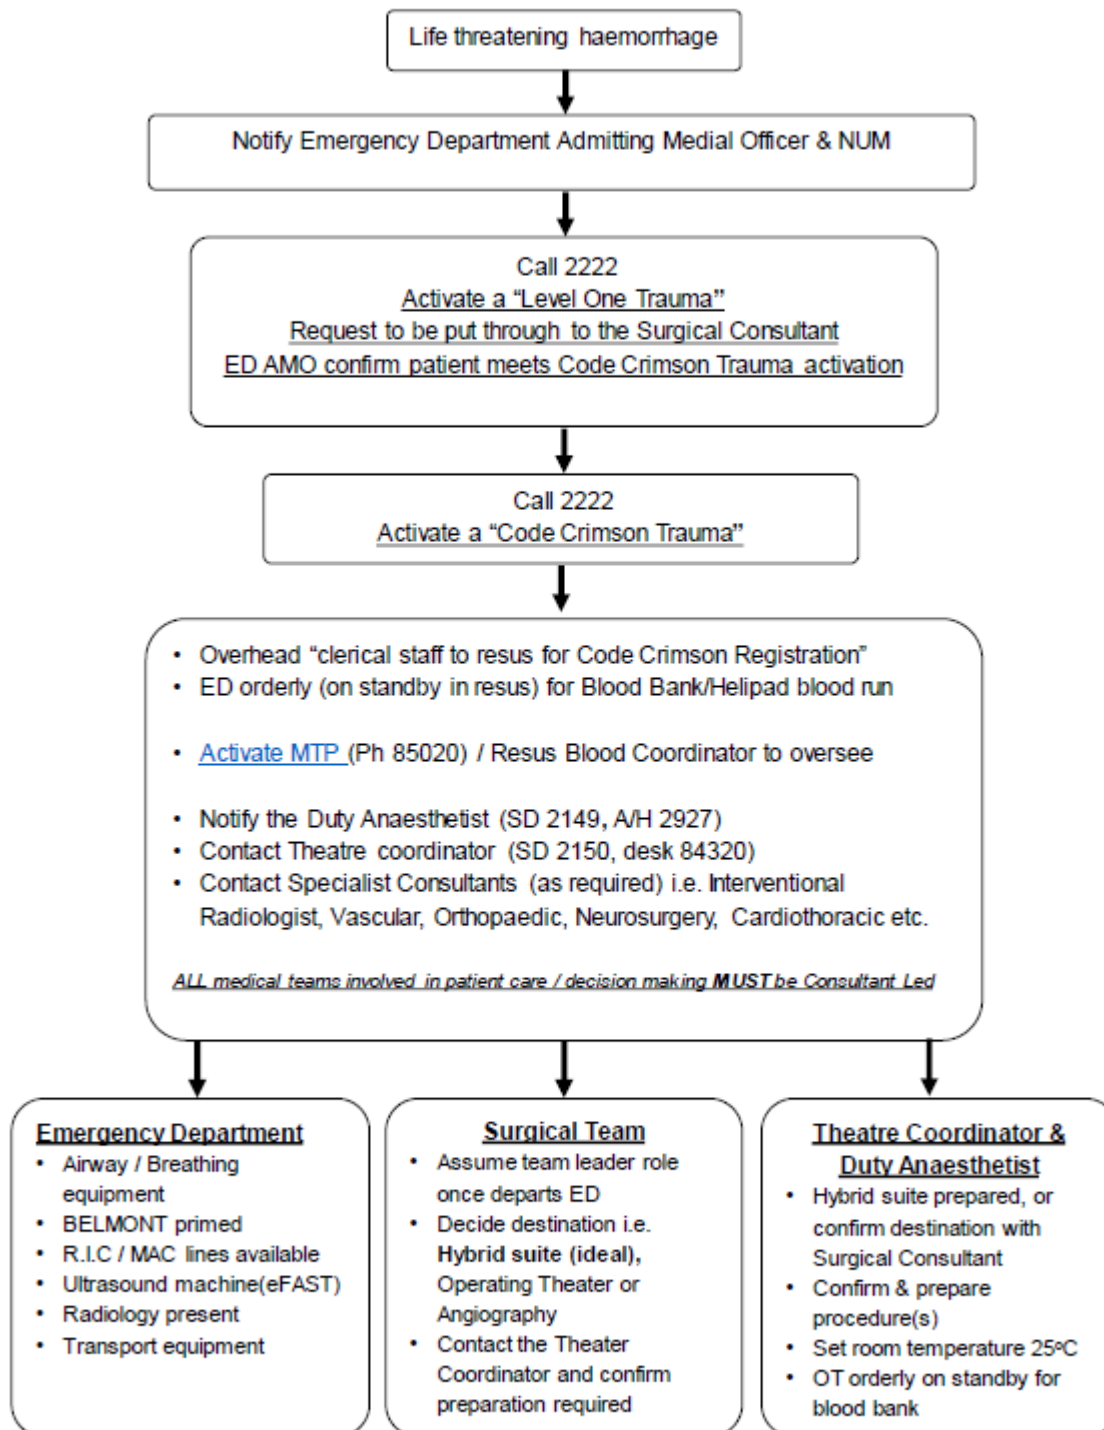 Life threatening haemorrhage
Notify Emergency Department Admitting Medial Officer & NUM
Call 2222
Activate a “Level One Trauma”
Request to be put through to the Surgical Consultant
ED AMO confirm patient meets Code Crimson Trauma activation
Call 2222
Activate a “Code Crimson Trauma”
• Overhead “clerical staff to resus for Code Crimson Registration”
• ED orderly (on standby in resus) for Blood Bank/Helipad blood run
• Activate MTP (Ph 85020) / Resus Blood Coordinator to oversee
• Notify the Duty Anaesthetist (SD 2149, A/H 2927)
• Contact Theatre coordinator (SD 2150, desk 84320)
• Contact Specialist Consultants (as required) i.e. Interventional
Radiologist, Vascular, Orthopaedic, Neurosurgery, Cardiothoracic etc.
ALL medical teams involved in patient care / decision making MUST be Consultant Led
Emergency Department
• Airway / Breathing
equipment
• BELMONT primed
• R.I.C / MAC lines available
• Ultrasound machine(eFAST)
• Radiology present
• Transport equipment
Surgical Team
• Assume team leader role
once departs ED
• Decide destination i.e.
Hybrid suite (ideal),
Operating Theater or
Angiography
• Contact the Theater
Coordinator and confirm
preparation required
Theatre Coordinator &
Duty Anaesthetist
• Hybrid suite prepared, or
confirm destination with
Surgical Consultant
• Confirm & prepare
procedure(s)
• Set room temperature 25ºC
• OT orderly on standby for
blood bank